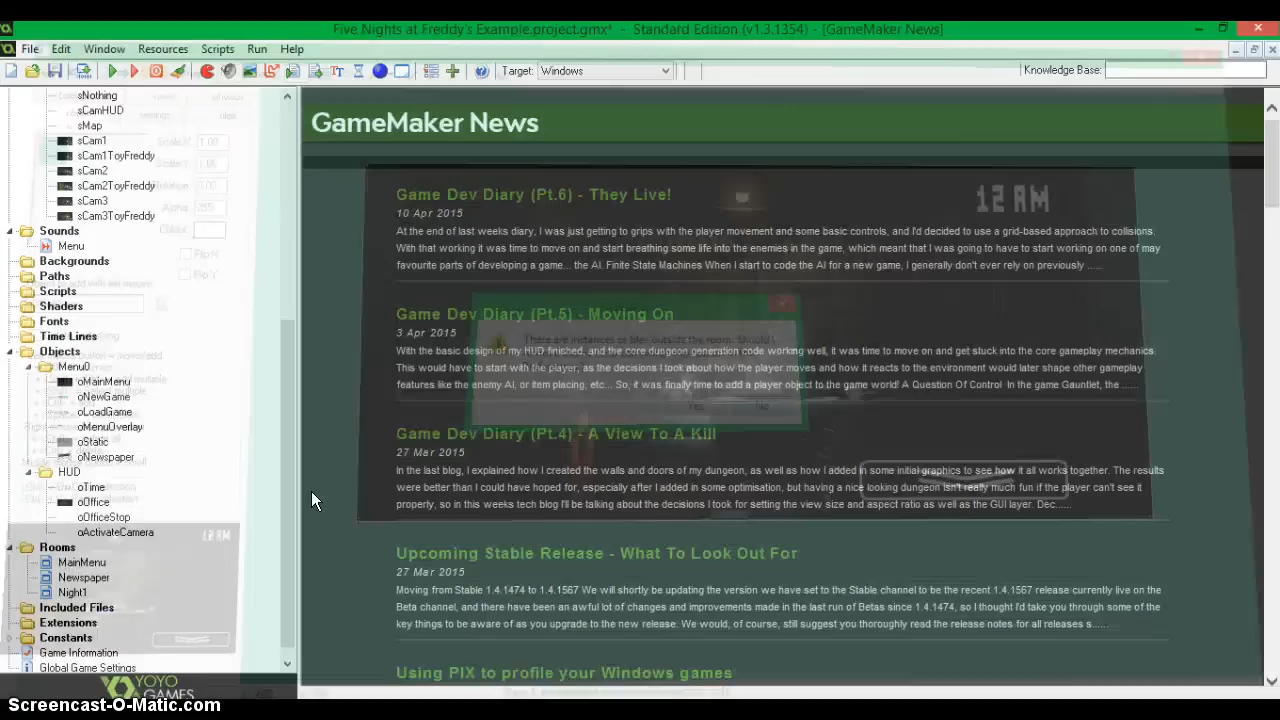 Five Nights at Freddy's Example.project.gmx* - Standard Edition (v1.3.1354) - [GameMaker News]
File Edit Window Resources Scripts Run Help
Target: Windows
Knowledge Base:
sNothing
sCamHUD
sMap
sCam1
sCam1ToyFreddy
sCam2
sCam2ToyFreddy
sCam3
sCam3ToyFreddy
Sounds
Menu
Backgrounds
Paths
Scripts
Shaders
Fonts
Time Lines
Objects
Menu0
oMainMenu
oNewGame
oLoadGame
oMenuOverlay
oStatic
oNewspaper
HUD
oTime
oOffice
oOfficeStop
oActivateCamera
Rooms
MainMenu
Newspaper
Night1
Included Files
Extensions
Constants
Game Information
Global Game Settings
YOYO
GAMES
GameMaker News
12 AM
Game Dev Diary (Pt.6) - They Live!
10 Apr 2015
At the end of last weeks diary, I was just getting to grips with the player movement and some basic controls, and I'd decided to use a grid-based approach to collisions.
With that working it was time to move on and start breathing some life into the enemies in the game, which meant that I was going to have to start working on one of may
favourite parts of developing a game... the AI. Finite State Machines When I start to code the AI for a new game, I generally don't ever rely on previously ......
Game Dev Diary (Pt.5) - Moving On
3 Apr 2015
With the basic design of my HUD finished, and the core dungeon generation code working well, it was time to move on and get stuck into the core gameplay mechanics.
This would have to start with the player, as the decisions I took about how the player moves and how it reacts to the environment would later shape other gameplay
features like the enemy AI, or item placing, etc... So, it was finally time to add a player object to the game world! A Question Of Control In the game Gauntlet, the ......
There are instances or tiles outside the room.
Yes
No
Game Dev Diary (Pt.4) - A View To A Kill
27 Mar 2015
In the last blog, I explained how I created the walls and doors of my dungeon, as well as how I added in some initial graphics to see how it all works together. The results
were better than I could have hoped for, especially after I added in some optimisation, but having a nice looking dungeon isn't really much fun if the player can't see it
properly, so in this weeks tech blog I'll be talking about the decisions I took for setting the view size and aspect ratio as well as the GUI layer. Dec......
Upcoming Stable Release - What To Look Out For
27 Mar 2015
Moving from Stable 1.4.1474 to 1.4.1567 We will shortly be updating the version we have set to the Stable channel to be the recent 1.4.1567 release currently live on the
Beta channel, and there have been an awful lot of changes and improvements made in the last run of Betas since 1.4.1474, so I thought I'd take you through some of the
key things to be aware of as you upgrade to the new release. We would, of course, still suggest you thoroughly read the release notes for all releases s......
Using PIX to profile your Windows games
12 AM
Screencast-O-Matic.com